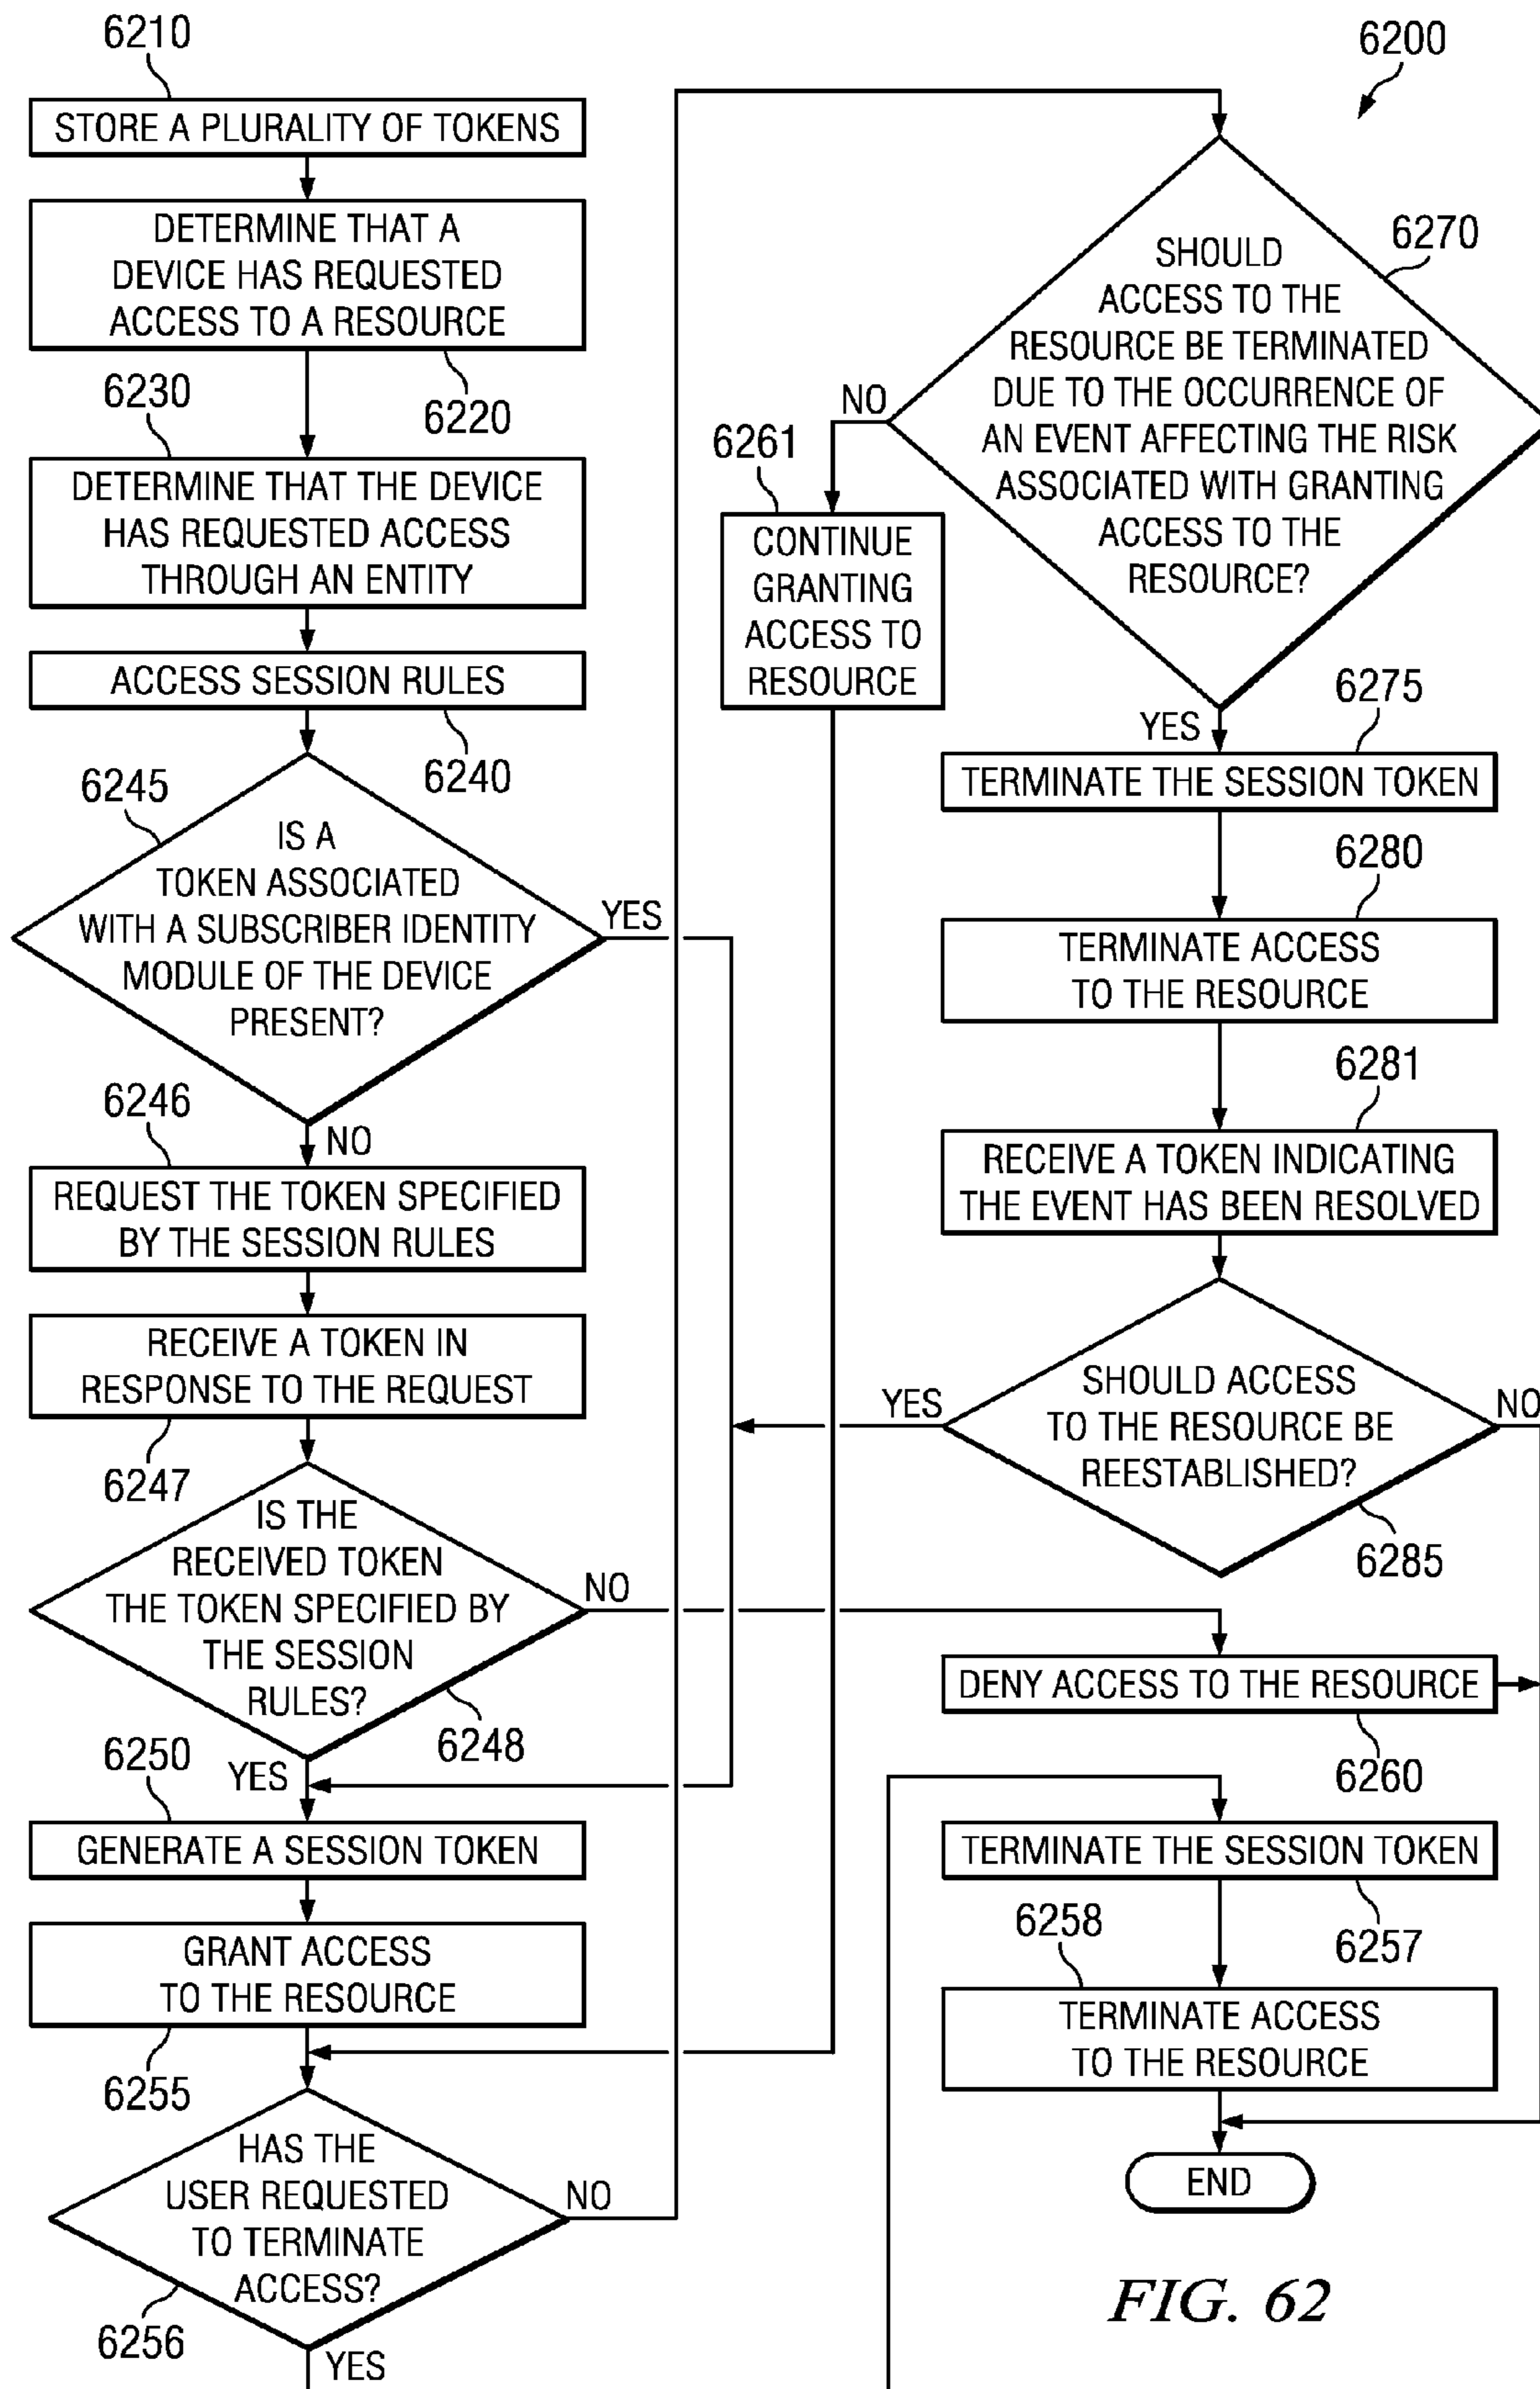 6210
STORE A PLURALITY OF TOKENS
DETERMINE THAT A
DEVICE HAS REQUESTED
ACCESS TO A RESOURCE
6220
6230
DETERMINE THAT THE DEVICE
HAS REQUESTED ACCESS
THROUGH AN ENTITY
ACCESS SESSION RULES
6240
6245
IS A
TOKEN ASSOCIATED
WITH A SUBSCRIBER IDENTITY
MODULE OF THE DEVICE
PRESENT?
YES
NO
6246
REQUEST THE TOKEN SPECIFIED
BY THE SESSION RULES
RECEIVE A TOKEN IN
RESPONSE TO THE REQUEST
6247
IS THE
RECEIVED TOKEN
THE TOKEN SPECIFIED BY
THE SESSION
RULES?
NO
6248
YES
6250
GENERATE A SESSION TOKEN
GRANT ACCESS
TO THE RESOURCE
6255
HAS THE
USER REQUESTED
TO TERMINATE
ACCESS?
NO
6256
YES
6200
SHOULD
ACCESS TO THE
RESOURCE BE TERMINATED
DUE TO THE OCCURRENCE OF
AN EVENT AFFECTING THE RISK
ASSOCIATED WITH GRANTING
ACCESS TO THE
RESOURCE?
6270
NO
6261
CONTINUE
GRANTING
ACCESS TO
RESOURCE
YES
6275
TERMINATE THE SESSION TOKEN
6280
TERMINATE ACCESS
TO THE RESOURCE
6281
RECEIVE A TOKEN INDICATING
THE EVENT HAS BEEN RESOLVED
SHOULD ACCESS
TO THE RESOURCE BE
REESTABLISHED?
YES
NO
6285
DENY ACCESS TO THE RESOURCE
6260
TERMINATE THE SESSION TOKEN
6257
6258
TERMINATE ACCESS
TO THE RESOURCE
END
FIG. 62